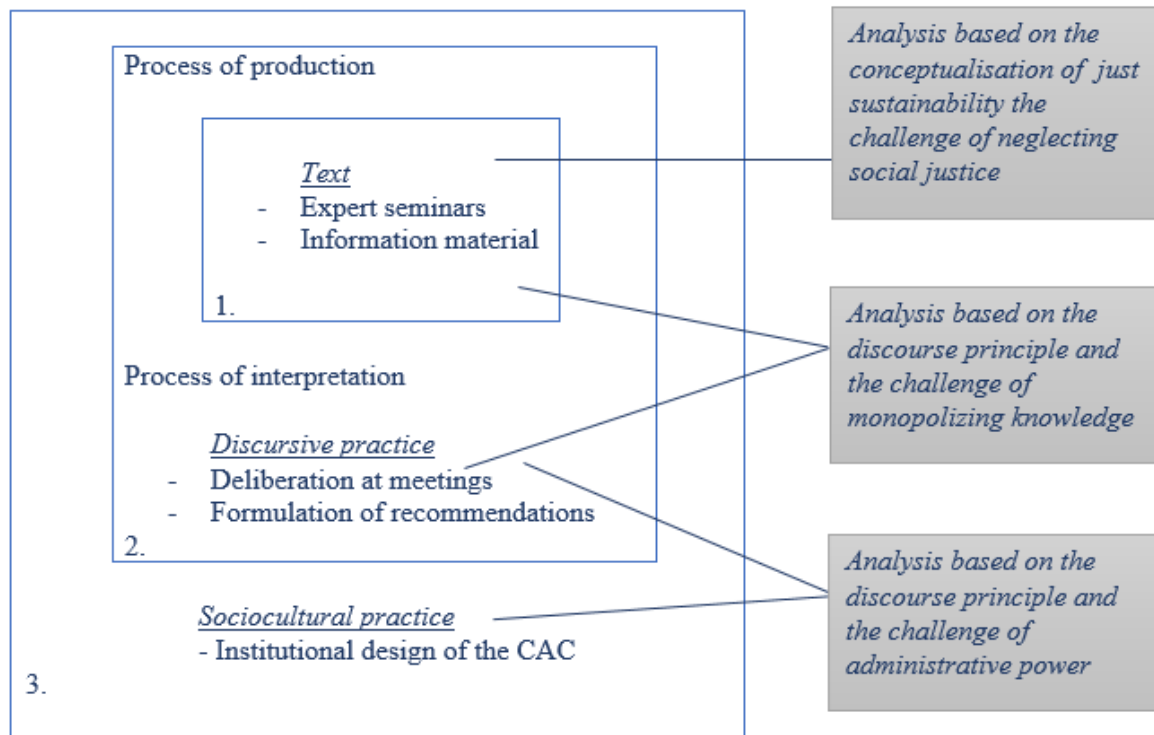 Process of production
Text
- Expert seminars
- Information material
1.
Process of interpretation
Discursive practice
- Deliberation at meetings
- Formulation of recommendations
2.
Sociocultural practice
- Institutional design of the CAC
3.
Analysis based on the
conceptualisation of just
sustainability the
challenge of neglecting
social justice
Analysis based on the
discourse principle and
the challenge of
monopolizing knowledge
Analysis based on the
discourse principle and
the challenge of
administrative power